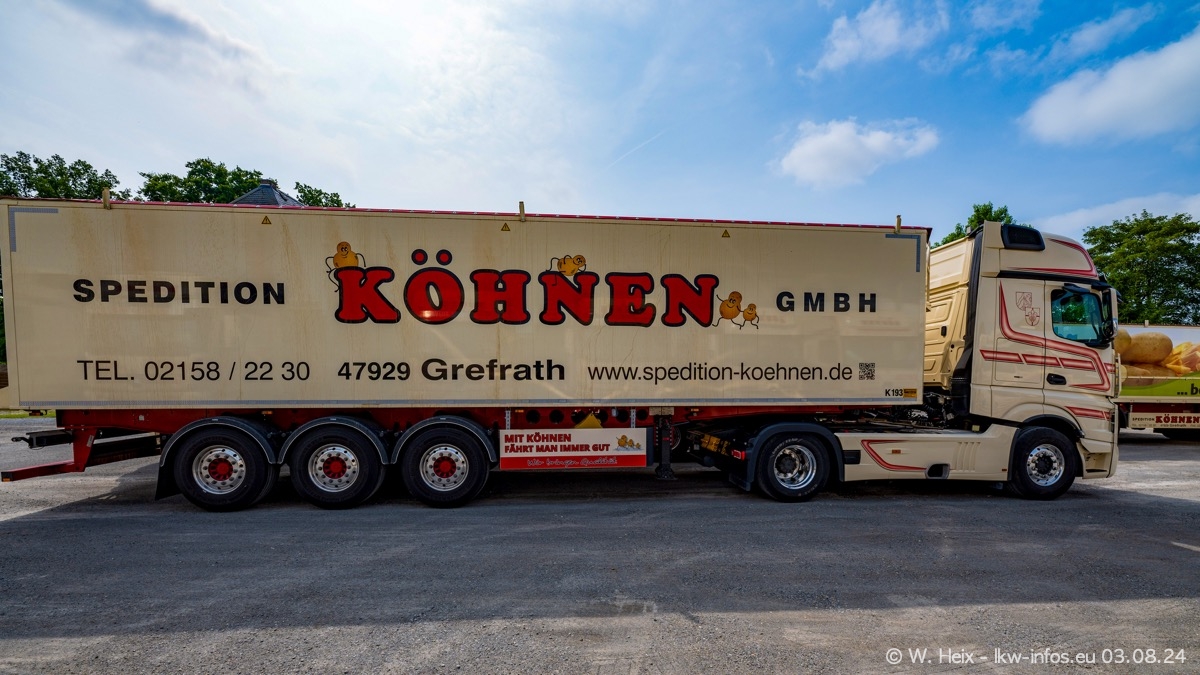 SPEDITION KÖHNEN GMBH
TEL. 02158 / 22 30 47929 Grefrath www.spedition-koehnen.de
K193
MIT KÖHNEN
FÄHRT MAN IMMER GUT
SPEDITION KÖHNEN
© W. Heix - lkw-infos.eu 03.08.24